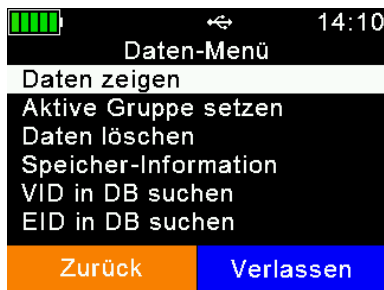 14:10
Daten-Menü
Daten zeigen
Aktive Gruppe setzen
Daten löschen
Speicher-Information
VID in DB suchen
EID in DB suchen
Zurück Verlassen